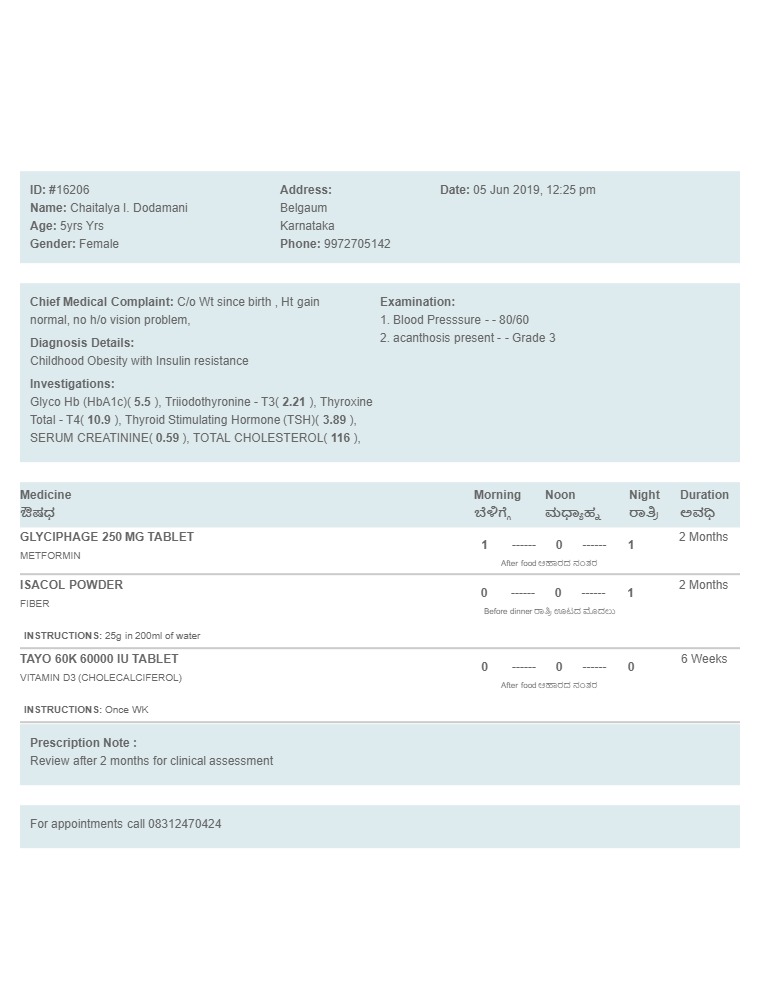 ID: #16206
Name: Chaitalya I. Dodamani
Age: 5yrs Yrs
Gender: Female
Address:
Belgaum
Karnataka
Phone: 9972705142
Date: 05 Jun 2019, 12:25 pm
Chief Medical Complaint: C/o Wt since birth , Ht gain
normal, no h/o vision problem,
Diagnosis Details:
Childhood Obesity with Insulin resistance
Investigations:
Glyco Hb (HbA1c)( 5.5 ), Triiodothyronine - T3( 2.21 ), Thyroxine
Total - T4( 10.9 ), Thyroid Stimulating Hormone (TSH)( 3.89 ),
SERUM CREATININE( 0.59 ), TOTAL CHOLESTEROL( 116 ),
Examination:
1. Blood Presssure - - 80/60
2. acanthosis present - - Grade 3
Medicine Morning Noon Night Duration
ಔಷಧ ಬೆಳಿಗ್ಗೆ ಮಧ್ಯಾಹ್ನ ರಾತ್ರಿ ಅವಧಿ
GLYCIPHAGE 250 MG TABLET 1 ------ 0 ------ 1 2 Months
METFORMIN After food ಆಹಾರದ ನಂತರ
ISACOL POWDER 0 ------ 0 ------ 1 2 Months
FIBER Before dinner ರಾತ್ರಿ ಊಟದ ಮೊದಲು
INSTRUCTIONS: 25g in 200ml of water
TAYO 60K 60000 IU TABLET 0 ------ 0 ------ 0 6 Weeks
VITAMIN D3 (CHOLECALCIFEROL) After food ಆಹಾರದ ನಂತರ
INSTRUCTIONS: Once WK
Prescription Note :
Review after 2 months for clinical assessment
For appointments call 08312470424